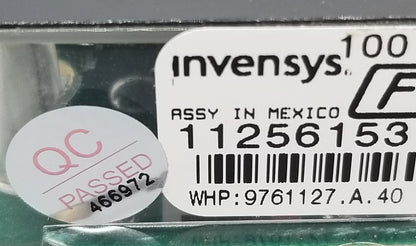 100
invensys.
F
ASSY IN MEXICO
11256153
WHP:9761127.A.40
QC
PASSED
466972